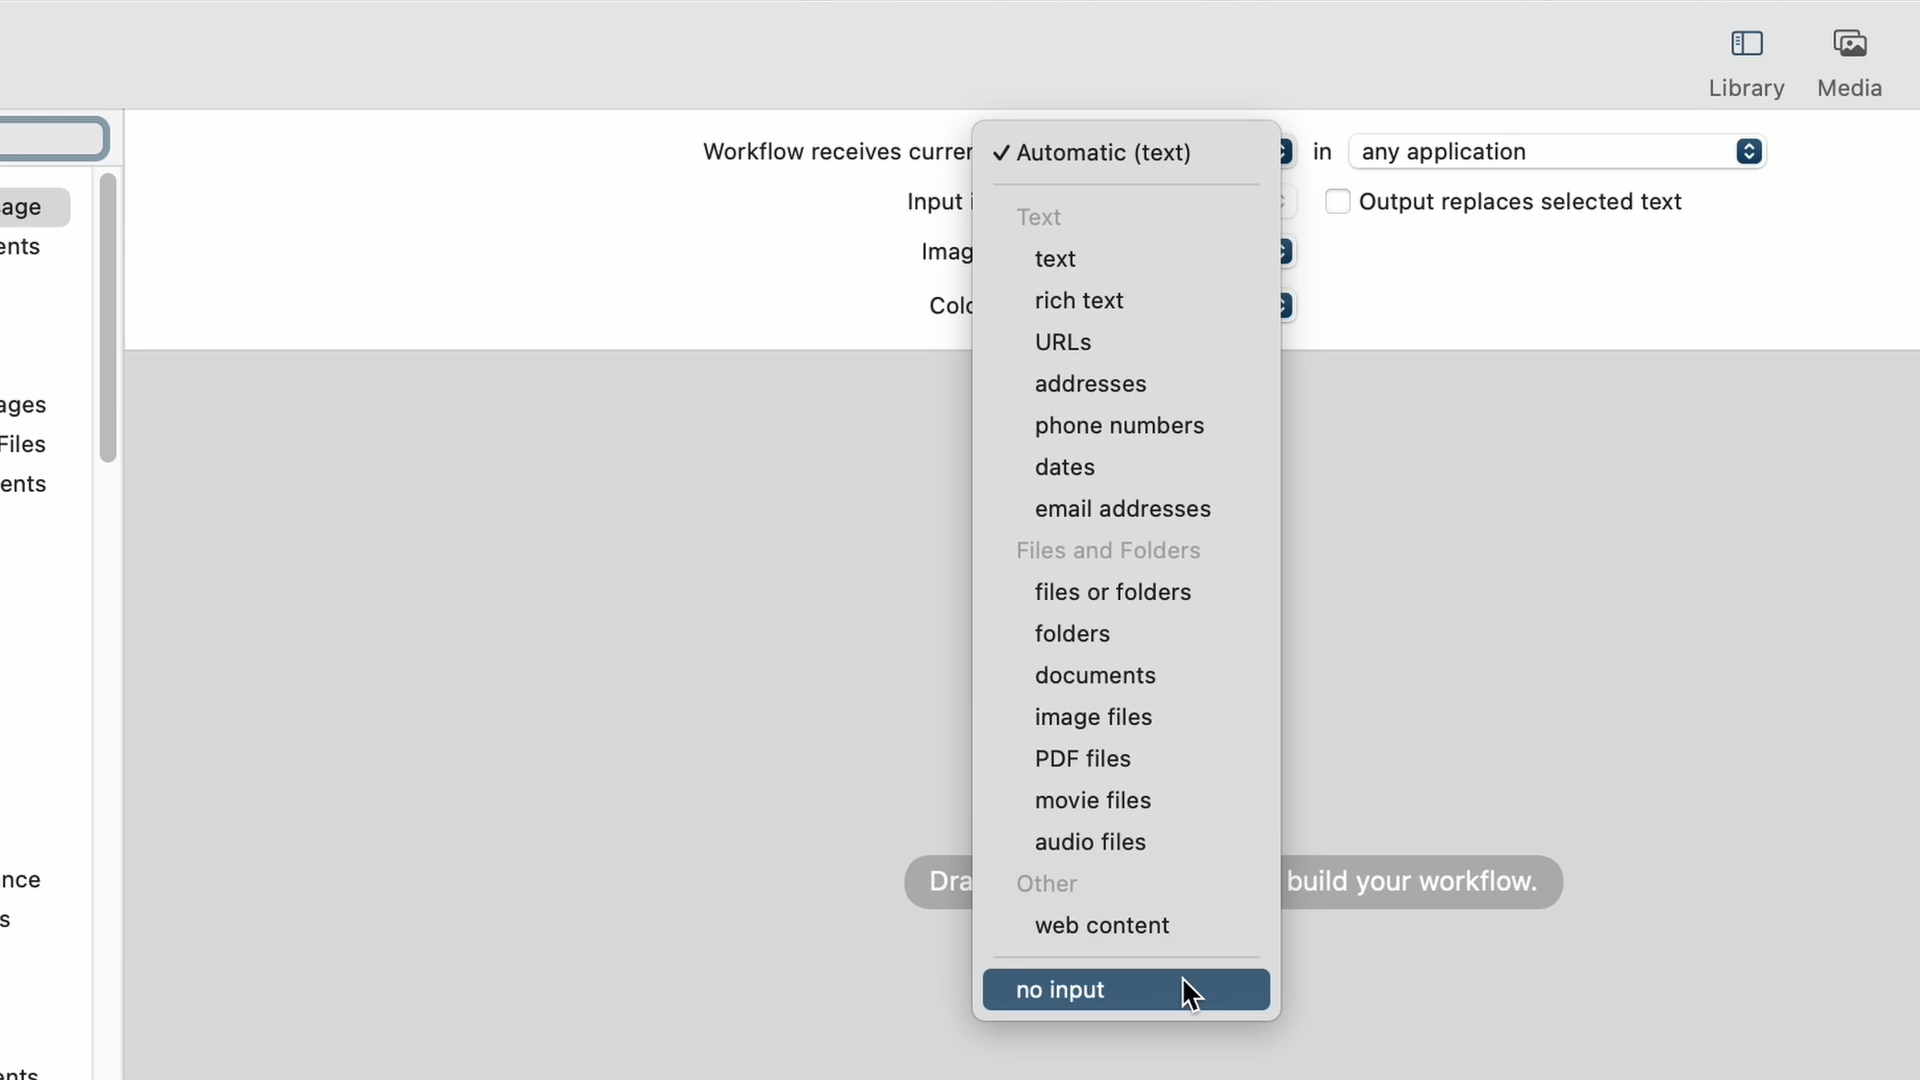 Library
Media
Workflow receives curren
Automatic (text)
in
any application
age
Input i
Output replaces selected text
Text
ents
Imag
text
rich text
Colo
URLs
addresses
ages
phone numbers
Files
dates
ents
email addresses
Files and Folders
files or folders
folders
documents
image files
PDF files
movie files
audio files
nce
Dra
Other
build your workflow.
s
web content
no input
ents